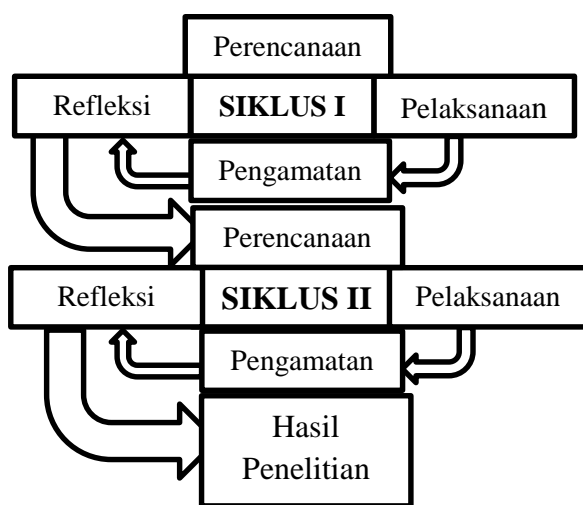 Perencanaan
Refleksi SIKLUS I Pelaksanaan
Pengamatan
Perencanaan
Refleksi SIKLUS II Pelaksanaan
Pengamatan
Hasil
Penelitian